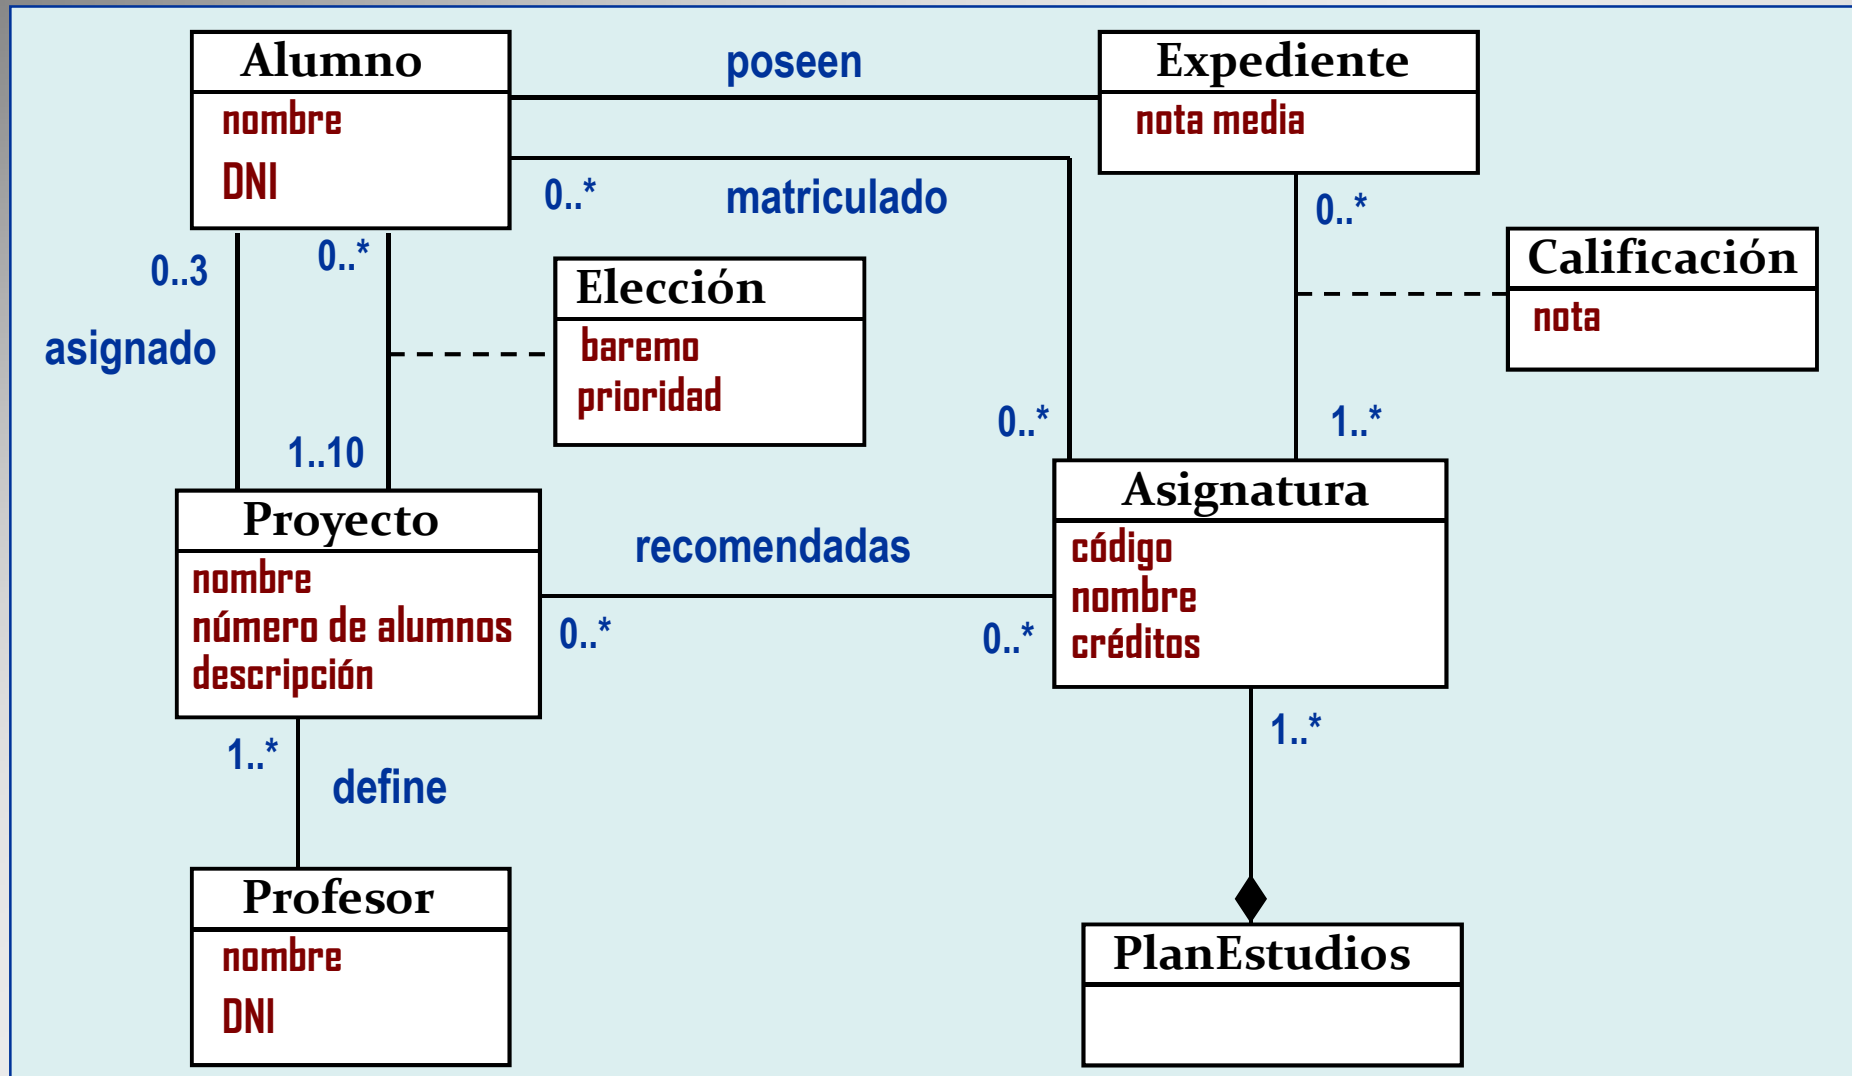 Alumno
nombre
DNI
poseen
Expediente
nota media
0..*
matriculado
0..*
0..3
0..*
Elección
baremo
prioridad
Calificación
nota
asignado
1..10
0..*
1..*
Proyecto
nombre
número de alumnos
descripción
recomendadas
0..*
0..*
Asignatura
código
nombre
créditos
1..*
define
1..*
Profesor
nombre
DNI
PlanEstudios